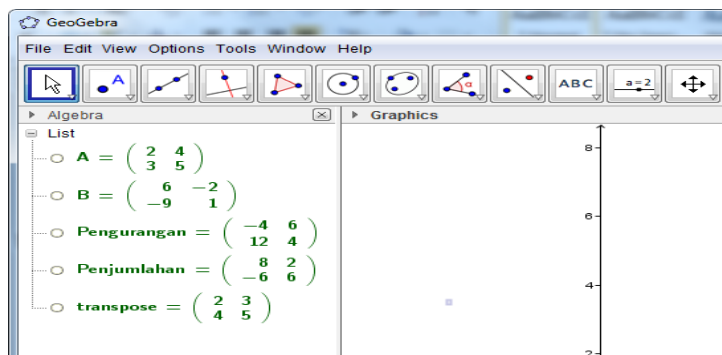 GeoGebra
File Edit View Options Tools Window Help
A α ABC a=2
Algebra Graphics
List
A = ( 2 4
3 5 )
B = ( 6 −2
−9 1 )
Pengurangan = ( −4 6
12 4 )
Penjumlahan = ( 8 2
−6 6 )
transpose = ( 2 3
4 5 )
8
6
4
2